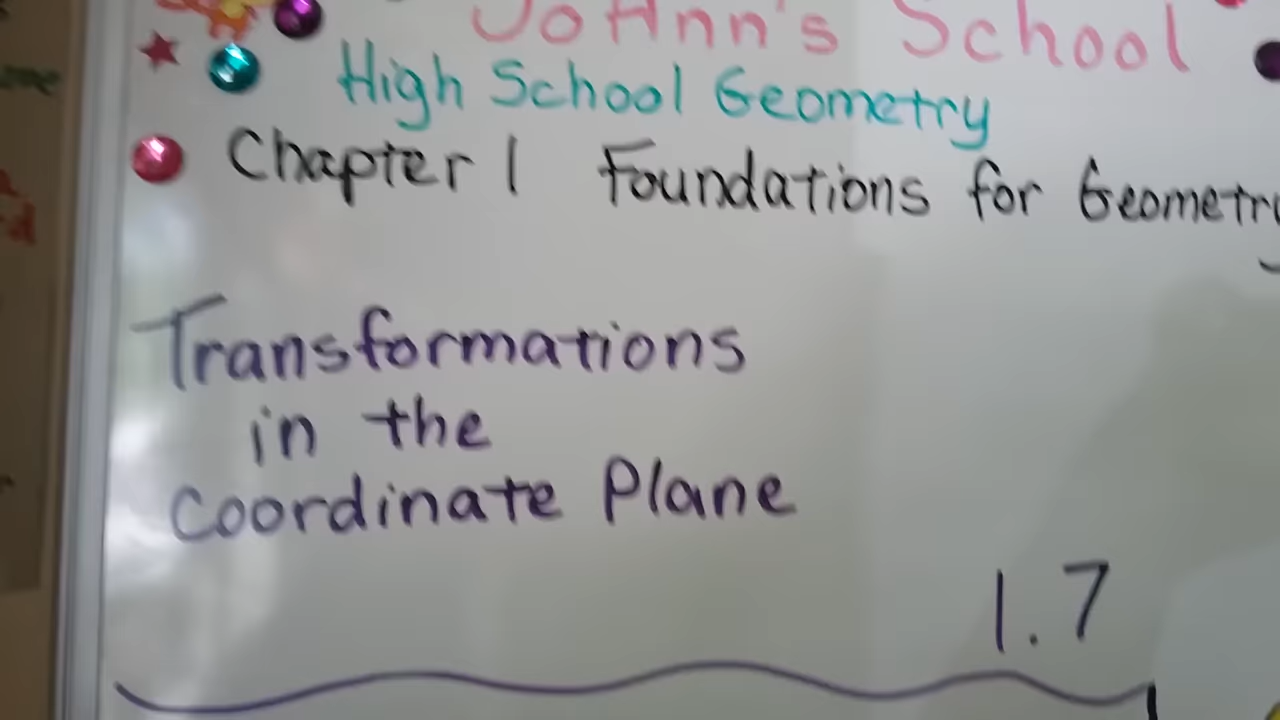 JoAnn's School
High School Geometry
Chapter 1 Foundations for Geometry
Transformations
in the
Coordinate Plane
1.7